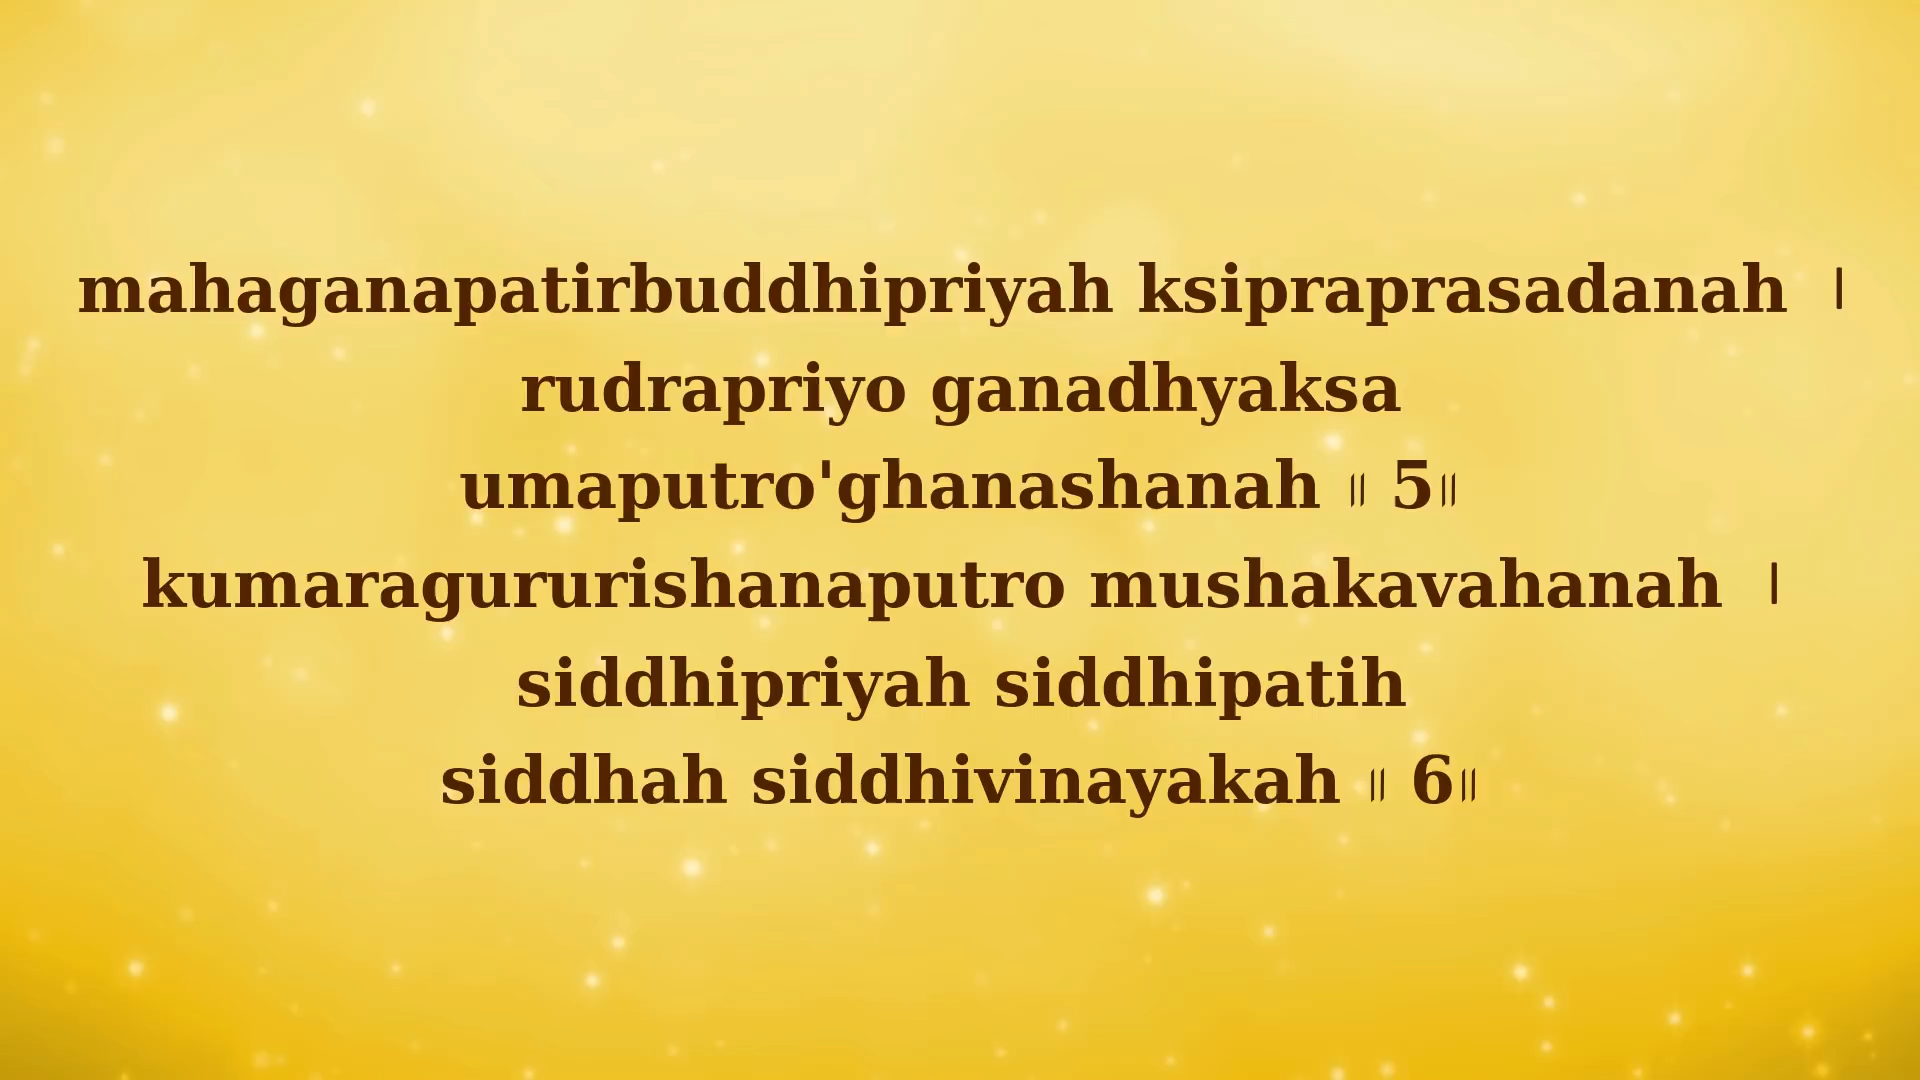 mahaganapatirbuddhipriyah ksipraprasadanah ।
rudrapriyo ganadhyaksa
umaputro'ghanashanah ॥ 5॥
kumaragururishanaputro mushakavahanah ।
siddhipriyah siddhipatih
siddhah siddhivinayakah ॥ 6॥